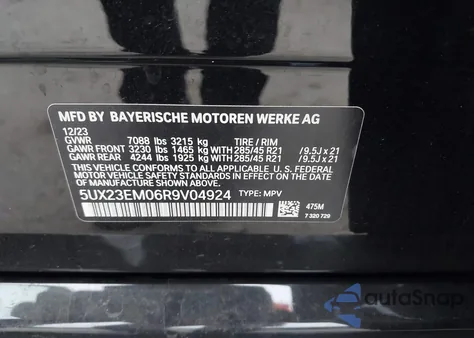 MFD BY BAYERISCHE MOTOREN WERKE AG
12/23
GVWR 7088 lbs 3215 kg TIRE / RIM
GAWR FRONT 3230 lbs 1465 kg WITH 285/45 R21 /9.5J x 21
GAWR REAR 4244 lbs 1925 kg WITH 285/45 R21 /9.5J x 21
THIS VEHICLE CONFORMS TO ALL APPLICABLE U.S. FEDERAL
MOTOR VEHICLE SAFETY STANDARDS IN EFFECT ON THE DATE
OF MANUFACTURE SHOWN ABOVE.
5UX23EM06R9V04924 TYPE: MPV
475M
7 320 729
autoSnap